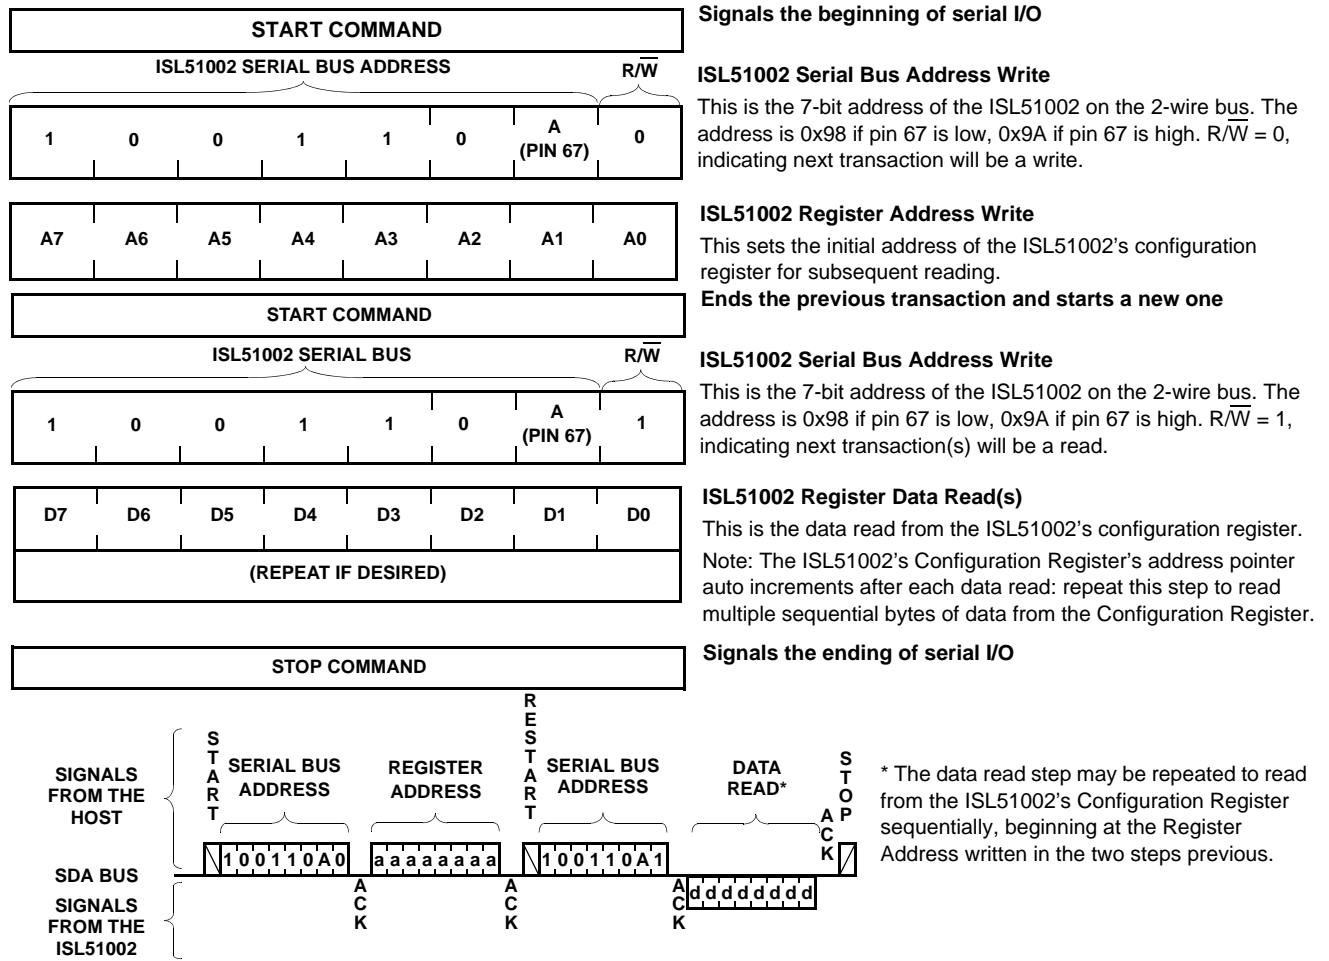 START COMMAND
Signals the beginning of serial I/O
ISL51002 SERIAL BUS ADDRESS
R/W̅
1 0 0 1 1 0 A (PIN 67) 0
ISL51002 Serial Bus Address Write
This is the 7-bit address of the ISL51002 on the 2-wire bus. The
address is 0x98 if pin 67 is low, 0x9A if pin 67 is high. R/W̅ = 0,
indicating next transaction will be a write.
A7 A6 A5 A4 A3 A2 A1 A0
ISL51002 Register Address Write
This sets the initial address of the ISL51002's configuration
register for subsequent reading.
START COMMAND
Ends the previous transaction and starts a new one
ISL51002 SERIAL BUS
R/W̅
1 0 0 1 1 0 A (PIN 67) 1
ISL51002 Serial Bus Address Write
This is the 7-bit address of the ISL51002 on the 2-wire bus. The
address is 0x98 if pin 67 is low, 0x9A if pin 67 is high. R/W̅ = 1,
indicating next transaction(s) will be a read.
D7 D6 D5 D4 D3 D2 D1 D0
(REPEAT IF DESIRED)
ISL51002 Register Data Read(s)
This is the data read from the ISL51002's configuration register.
Note: The ISL51002's Configuration Register's address pointer
auto increments after each data read: repeat this step to read
multiple sequential bytes of data from the Configuration Register.
STOP COMMAND
Signals the ending of serial I/O
SIGNALS
FROM THE
HOST
START
SERIAL BUS
ADDRESS
REGISTER
ADDRESS
RESTART
SERIAL BUS
ADDRESS
DATA
READ*
ACK
STOP
1 0 0 1 1 0 A 0
a a a a a a a a
1 0 0 1 1 0 A 1
SDA BUS
SIGNALS
FROM THE
ISL51002
ACK
ACK
ACK
d d d d d d d d
* The data read step may be repeated to read
from the ISL51002's Configuration Register
sequentially, beginning at the Register
Address written in the two steps previous.